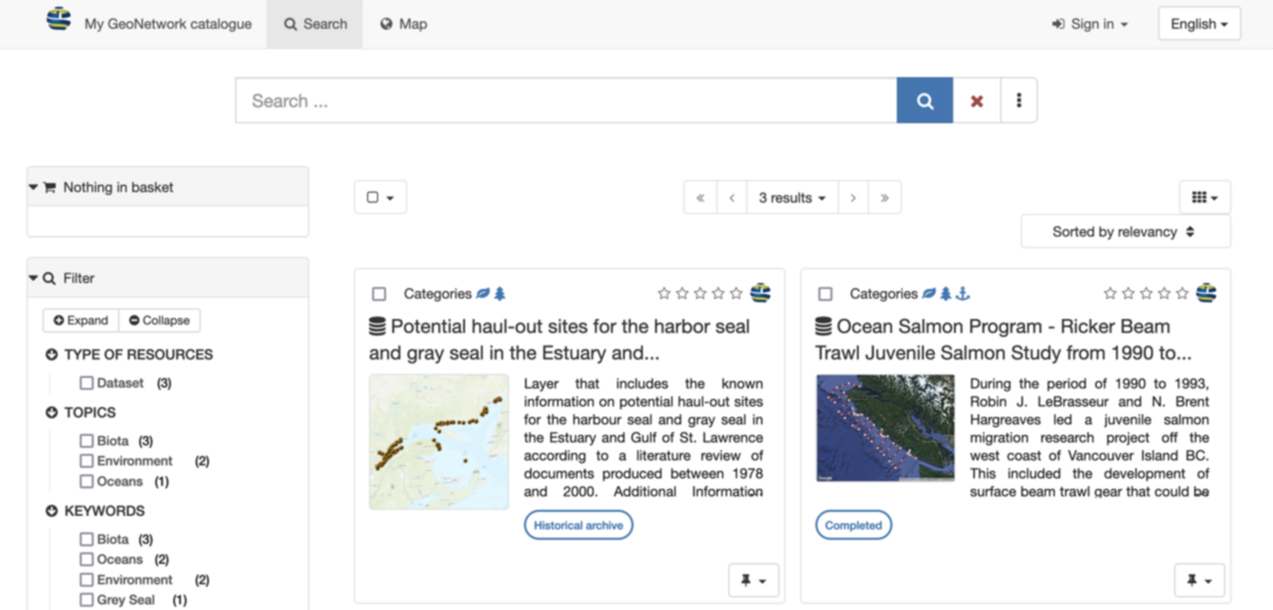 My GeoNetwork catalogue Search Map Sign in English
Search ...
Nothing in basket
3 results
Sorted by relevancy
Filter
Expand Collapse
TYPE OF RESOURCES
Dataset (3)
TOPICS
Biota (3)
Environment (2)
Oceans (1)
KEYWORDS
Biota (3)
Oceans (2)
Environment (2)
Grey Seal (1)
Categories
Potential haul-out sites for the harbor seal
and gray seal in the Estuary and...
Layer that includes the known
information on potential haul-out sites
for the harbour seal and gray seal in
the Estuary and Gulf of St. Lawrence
according to a literature review of
documents produced between 1978
and 2000. Additional Information
Historical archive
Categories
Ocean Salmon Program - Ricker Beam
Trawl Juvenile Salmon Study from 1990 to...
During the period of 1990 to 1993,
Robin J. LeBrasseur and N. Brent
Hargreaves led a juvenile salmon
migration research project off the
west coast of Vancouver Island BC.
This included the development of
surface beam trawl gear that could be
Completed